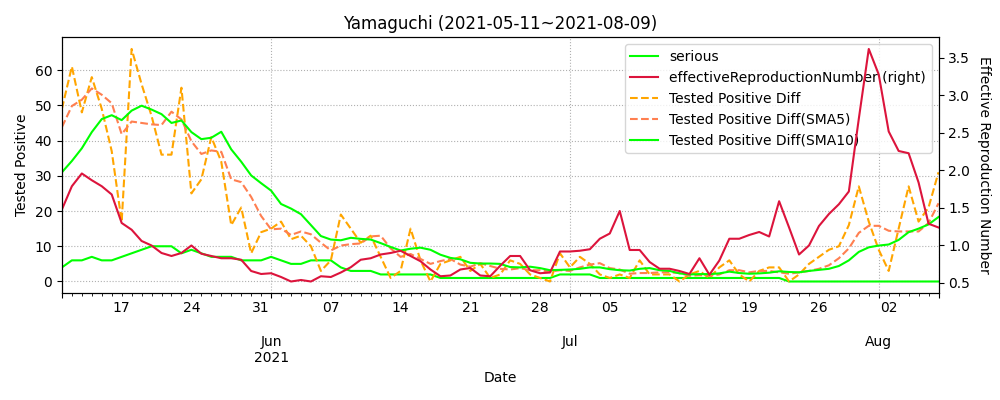 Yamaguchi (2021-05-11~2021-08-09)
serious
effectiveReproductionNumber (right)
Tested Positive Diff
Tested Positive Diff(SMA5)
Tested Positive Diff(SMA10)
Tested Positive
60
50
40
30
20
10
0
3.5
3.0
2.5
2.0
1.5
1.0
0.5
Effective Reproduction Number
17 24 31 07 14 21 28 05 12 19 26 02
Jun Jul Aug
2021
Date